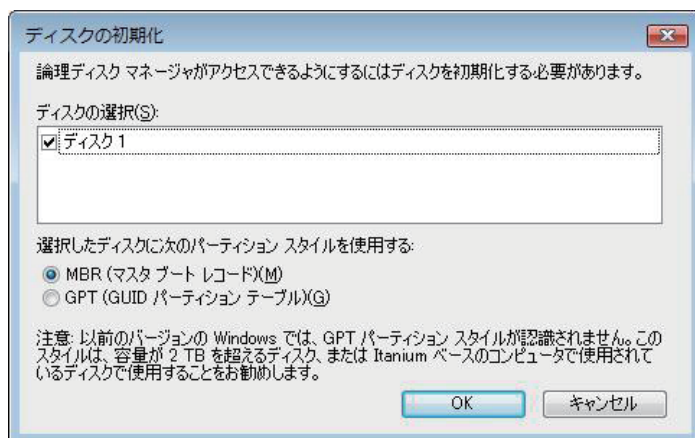 ディスクの初期化
論理ディスク マネージャがアクセスできるようにするにはディスクを初期化する必要があります。
ディスクの選択(S):
ディスク 1
選択したディスクに次のパーティション スタイルを使用する:
MBR (マスタ ブート レコード)(M)
GPT (GUID パーティション テーブル)(G)
注意: 以前のバージョンの Windows では、GPT パーティション スタイルが認識されません。この
スタイルは、容量が 2 TB を超えるディスク、または Itanium ベースのコンピュータで使用されて
いるディスクで使用することをお勧めします。
OK
キャンセル